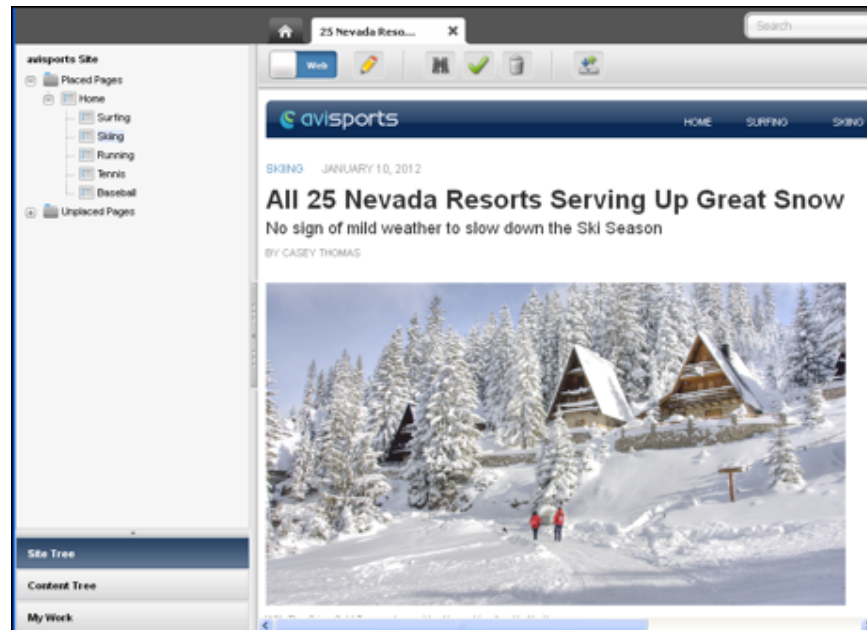 25 Nevada Reso...
Search
avisports Site
Placed Pages
Home
Surfing
Skiing
Running
Tennis
Baseball
Unplaced Pages
Site Tree
Content Tree
My Work
Web
avisports
HOME SURFING SKIING
SKIING JANUARY 10, 2012
All 25 Nevada Resorts Serving Up Great Snow
No sign of mild weather to slow down the Ski Season
BY CASEY THOMAS